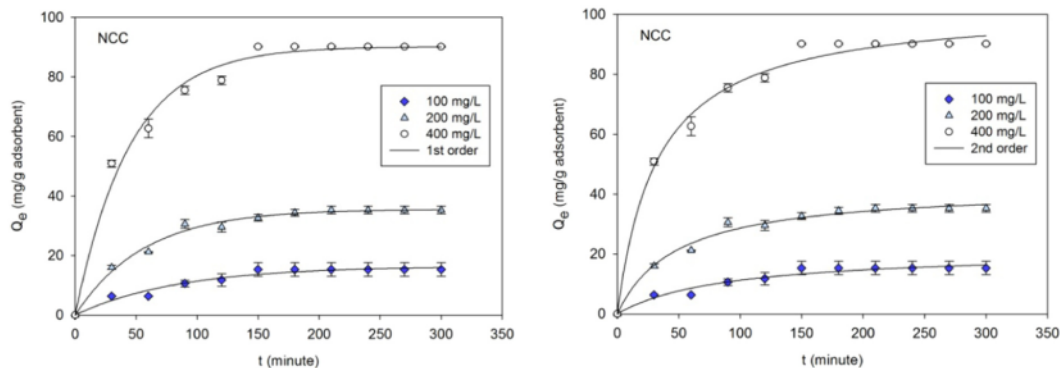 100
80
60
40
20
0
Qe (mg/g adsorbent)
NCC
100 mg/L
200 mg/L
400 mg/L
1st order
0 50 100 150 200 250 300 350
t (minute)
100
80
60
40
20
0
Qe (mg/g adsorbent)
NCC
100 mg/L
200 mg/L
400 mg/L
2nd order
0 50 100 150 200 250 300 350
t (minute)